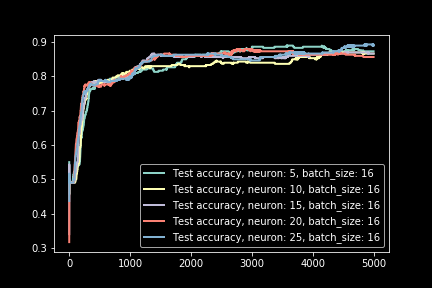 0.9
0.8
0.7
0.6
0.5
0.4
0.3
Test accuracy, neuron: 5, batch_size: 16
Test accuracy, neuron: 10, batch_size: 16
Test accuracy, neuron: 15, batch_size: 16
Test accuracy, neuron: 20, batch_size: 16
Test accuracy, neuron: 25, batch_size: 16
0 1000 2000 3000 4000 5000